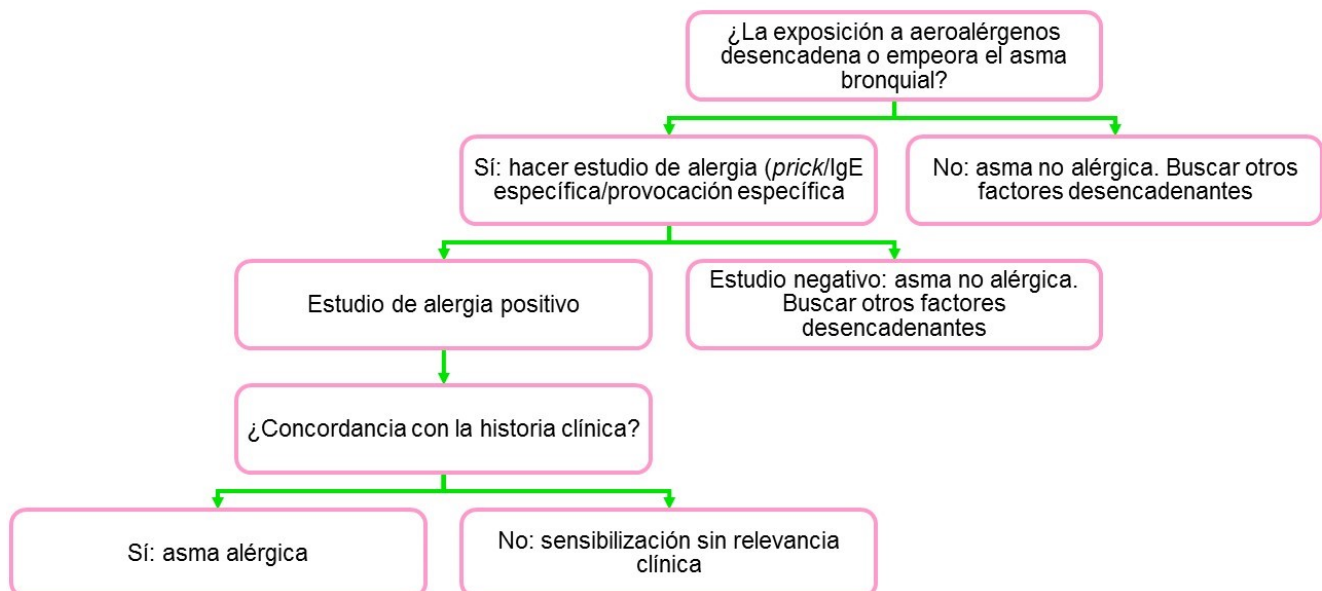 ¿La exposición a aeroalérgenos
desencadena o empeora el asma
bronquial?
Sí: hacer estudio de alergia (prick/IgE
específica/provocación específica
No: asma no alérgica. Buscar otros
factores desencadenantes
Estudio de alergia positivo
Estudio negativo: asma no alérgica.
Buscar otros factores
desencadenantes
¿Concordancia con la historia clínica?
Sí: asma alérgica
No: sensibilización sin relevancia
clínica